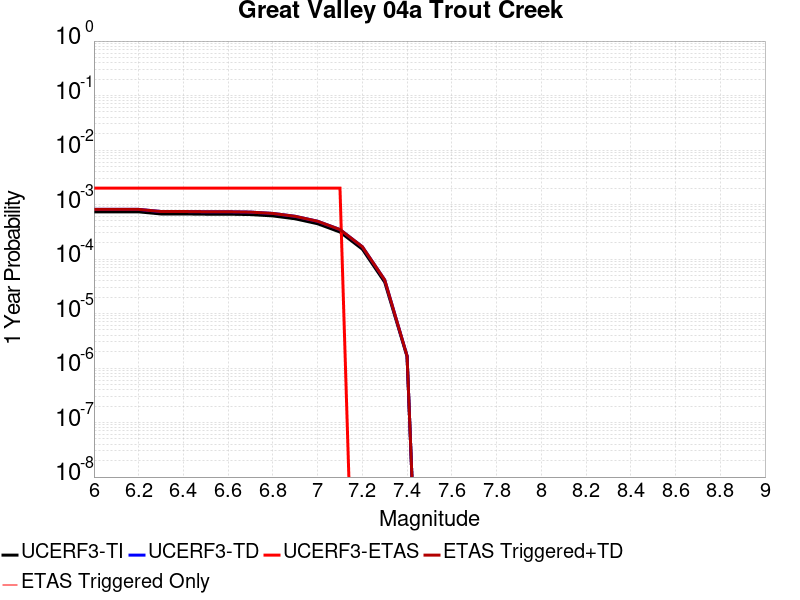 Great Valley 04a Trout Creek
10^0
10^-1
10^-2
10^-3
10^-4
10^-5
10^-6
10^-7
10^-8
1 Year Probability
6 6.2 6.4 6.6 6.8 7 7.2 7.4 7.6 7.8 8 8.2 8.4 8.6 8.8 9
Magnitude
UCERF3-TI UCERF3-TD UCERF3-ETAS ETAS Triggered+TD
ETAS Triggered Only